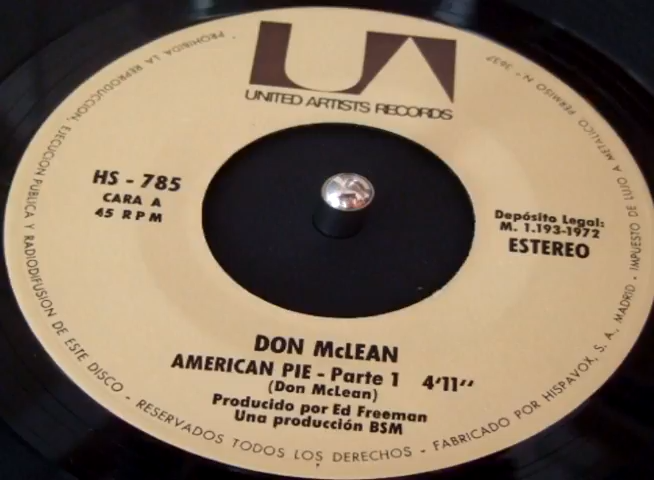 UA
UNITED ARTISTS RECORDS
HS - 785
CARA A
45 RPM
Depósito Legal:
M. 1.193-1972
ESTEREO
DON McLEAN
AMERICAN PIE - Parte 1 4'11''
(Don McLean)
Producido por Ed Freeman
Una producción BSM
PROHIBIDA LA REPRODUCCION, EJECUCION PUBLICA Y RADIODIFUSION DE ESTE DISCO - RESERVADOS TODOS LOS DERECHOS - FABRICADO POR HISPAVOX, S. A., MADRID - IMPUESTO DE LUJO A METALICO, PERMISO N.º 3637